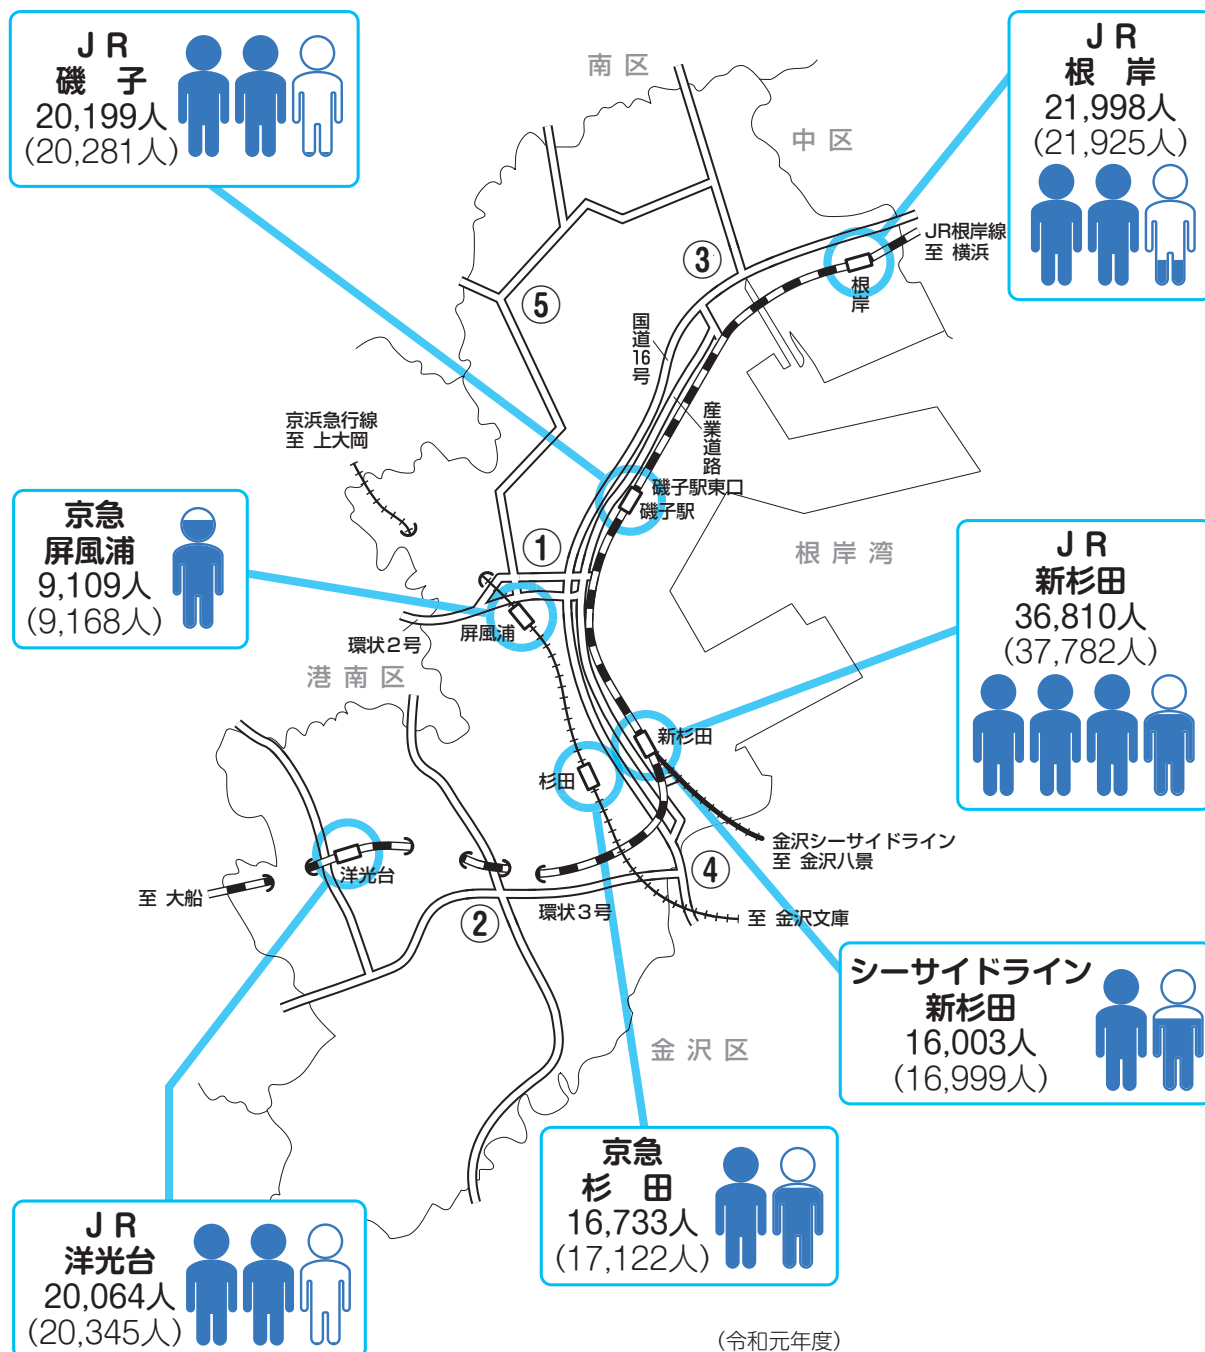 JR
磯 子
20,199人
(20,281人)
JR
根 岸
21,998人
(21,925人)
南区
中区
JR根岸線
至 横浜
根岸
③
⑤
国道16号
産業道路
京浜急行線
至 上大岡
磯子駅東口
磯子駅
京急
屏風浦
9,109人
(9,168人)
①
根岸湾
JR
新杉田
36,810人
(37,782人)
屏風浦
環状2号
港南区
新杉田
杉田
金沢シーサイドライン
至 金沢八景
洋光台
④
至 大船
②
環状3号
至 金沢文庫
シーサイドライン
新杉田
16,003人
(16,999人)
金沢区
京急
杉 田
16,733人
(17,122人)
JR
洋光台
20,064人
(20,345人)
(令和元年度)